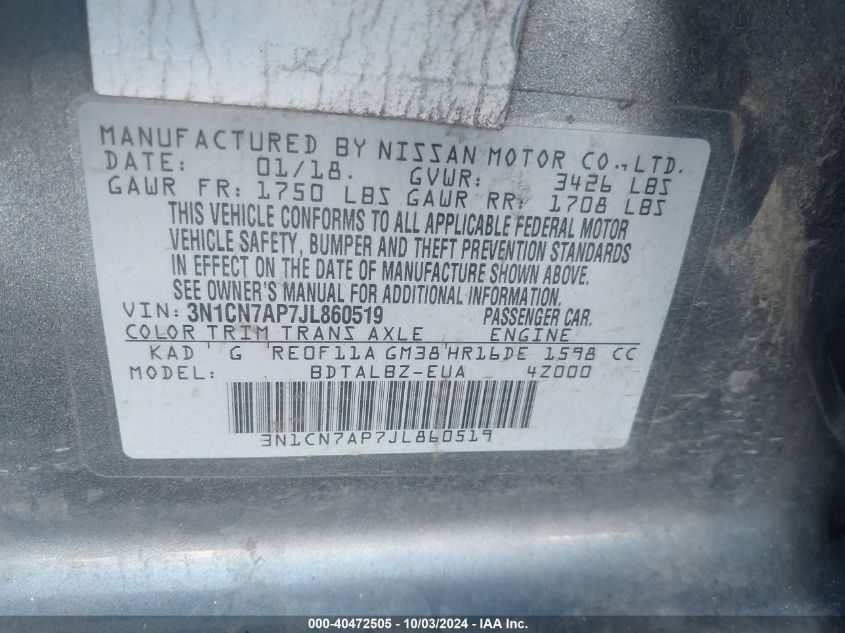 MANUFACTURED BY NISSAN MOTOR CO.,LTD.
DATE: 01/18. GVWR: 3426 LBS
GAWR FR: 1750 LBS GAWR RR: 1708 LBS
THIS VEHICLE CONFORMS TO ALL APPLICABLE FEDERAL MOTOR
VEHICLE SAFETY, BUMPER AND THEFT PREVENTION STANDARDS
IN EFFECT ON THE DATE OF MANUFACTURE SHOWN ABOVE.
SEE OWNER'S MANUAL FOR ADDITIONAL INFORMATION.
VIN: 3N1CN7AP7JL860519 PASSENGER CAR.
COLOR TRIM TRANS AXLE ENGINE
KAD G RE0F11A GM38 HR16DE 1598 CC
MODEL: BDTALBZ-EUA 4Z000
3N1CN7AP7JL860519
000-40472505 - 10/03/2024 - IAA Inc.